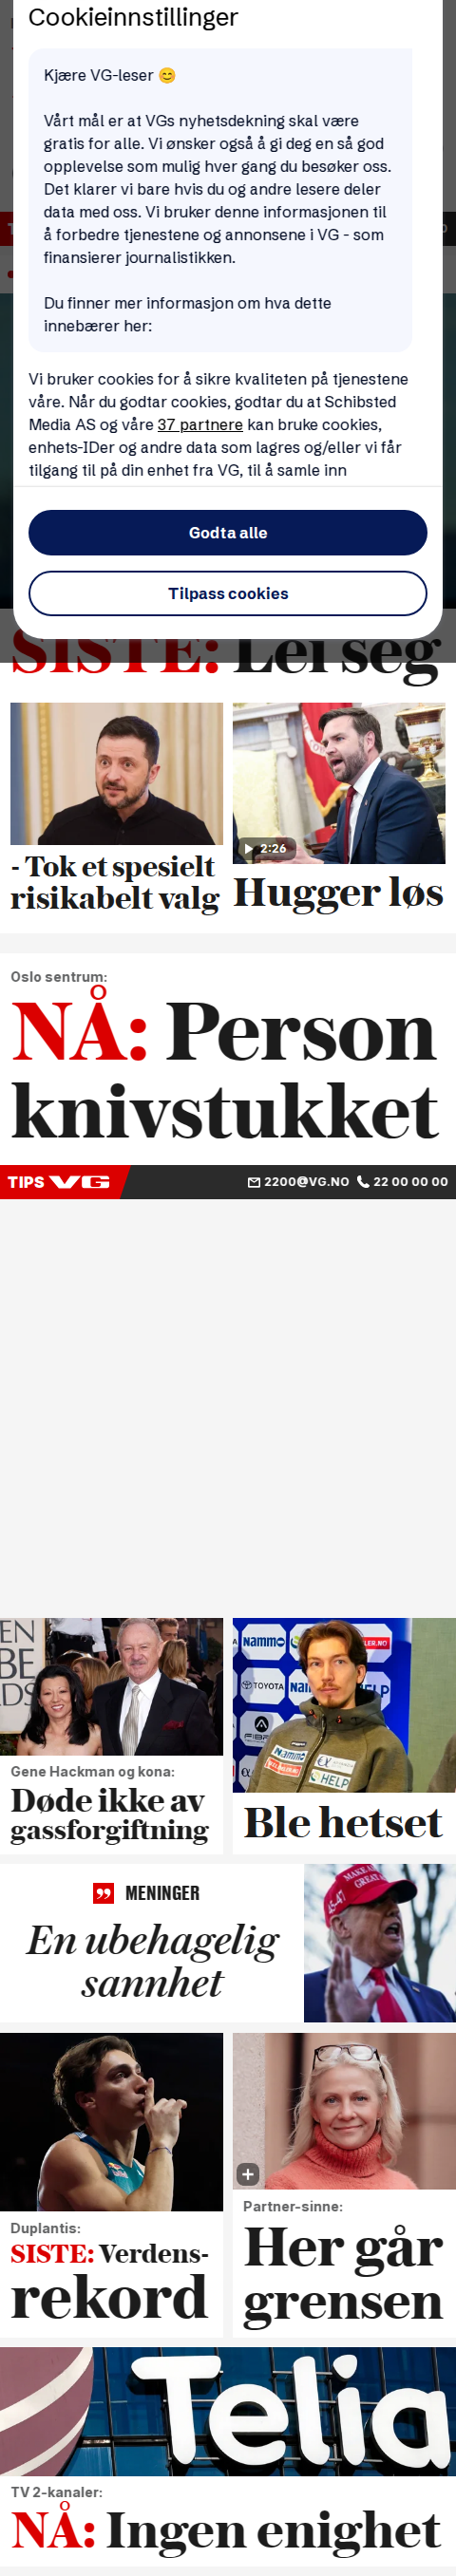 Cookieinnstillinger
Kjære VG-leser 😊
Vårt mål er at VGs nyhetsdekning skal være
gratis for alle. Vi ønsker også å gi deg en så god
opplevelse som mulig hver gang du besøker oss.
Det klarer vi bare hvis du og andre lesere deler
data med oss. Vi bruker denne informasjonen til
å forbedre tjenestene og annonsene i VG - som
finansierer journalistikken.
Du finner mer informasjon om hva dette
innebærer her:
Vi bruker cookies for å sikre kvaliteten på tjenestene
våre. Når du godtar cookies, godtar du at Schibsted
Media AS og våre 37 partnere kan bruke cookies,
enhets-IDer og andre data som lagres og/eller vi får
tilgang til på din enhet fra VG, til å samle inn
Godta alle
Tilpass cookies
SISTE: Lei seg
- Tok et spesielt
risikabelt valg
2:26
Hugger løs
Oslo sentrum:
NÅ: Person
knivstukket
TIPS VG
2200@VG.NO 22 00 00 00
Nammo
TOYOTA
NAMMO
HELP
FIBO
nammo
HELP
Gene Hackman og kona:
Døde ikke av
gassforgiftning
Ble hetset
MENINGER
En ubehagelig
sannhet
45-47
Duplantis:
SISTE: Verdens-
rekord
Partner-sinne:
Her går
grensen
Telia
TV 2-kanaler:
NÅ: Ingen enighet